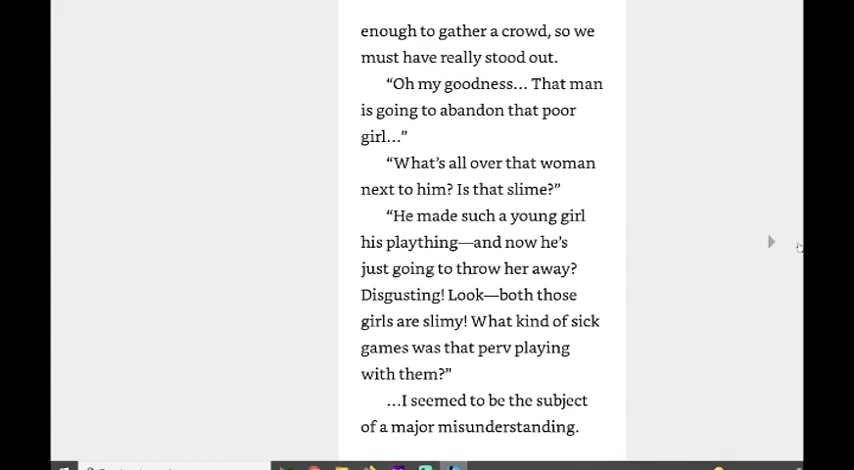 enough to gather a crowd, so we
must have really stood out.
“Oh my goodness… That man
is going to abandon that poor
girl…”
“What’s all over that woman
next to him? Is that slime?”
“He made such a young girl
his plaything—and now he’s
just going to throw her away?
Disgusting! Look—both those
girls are slimy! What kind of sick
games was that perv playing
with them?”
…I seemed to be the subject
of a major misunderstanding.